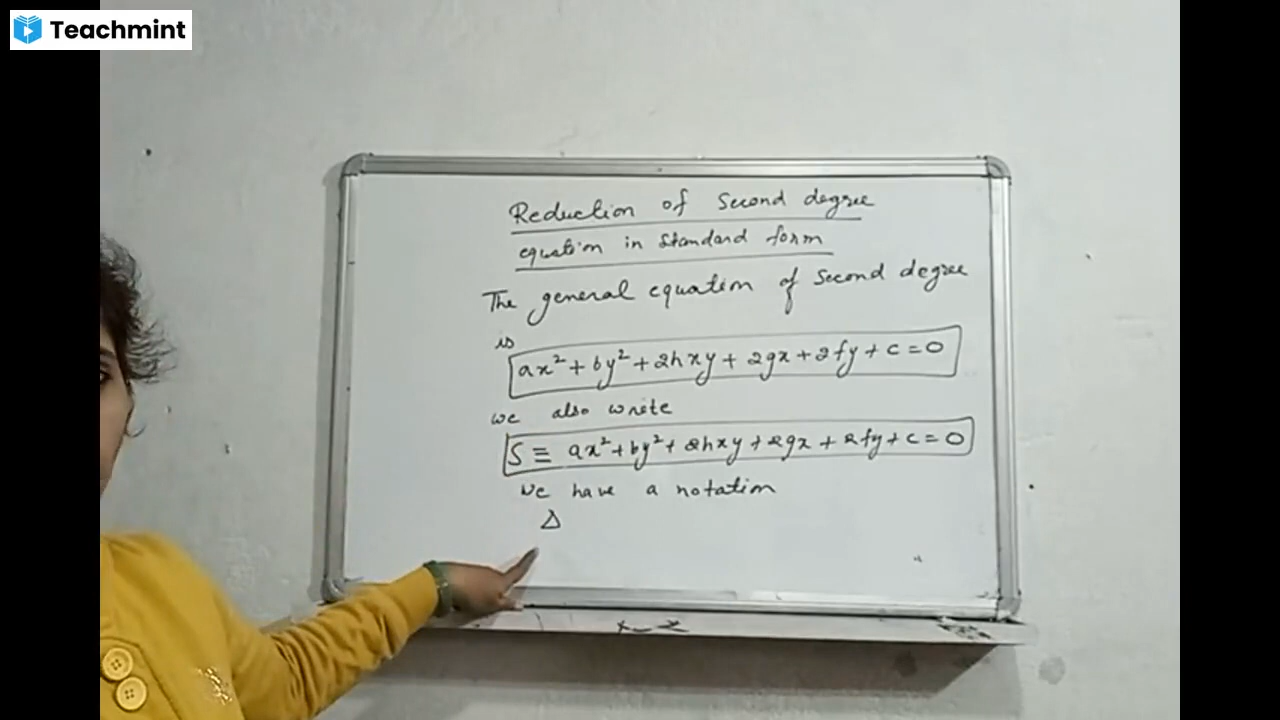 Teachmint
Reduction of Second degree
equation in Standard form
The general equation of Second degree
is
ax² + by² + 2hxy + 2gx + 2fy + c = 0
we also write
S ≡ ax² + by² + 2hxy + 2gx + 2fy + c = 0
we have a notation
Δ